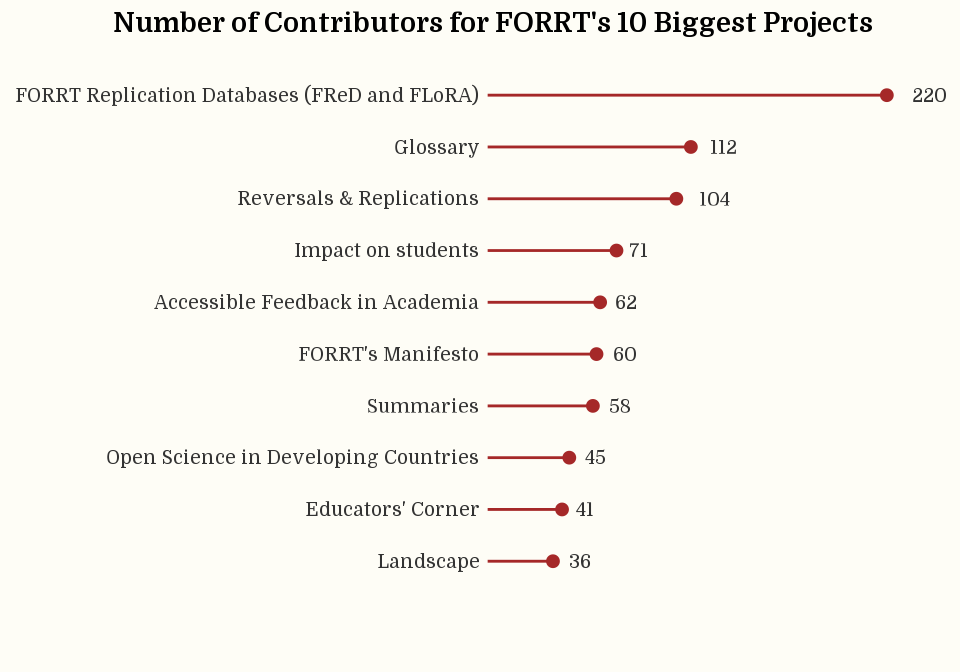 Number of Contributors for FORRT's 10 Biggest Projects
FORRT Replication Databases (FReD and FLoRA) 220
Glossary 112
Reversals & Replications 104
Impact on students 71
Accessible Feedback in Academia 62
FORRT's Manifesto 60
Summaries 58
Open Science in Developing Countries 45
Educators' Corner 41
Landscape 36